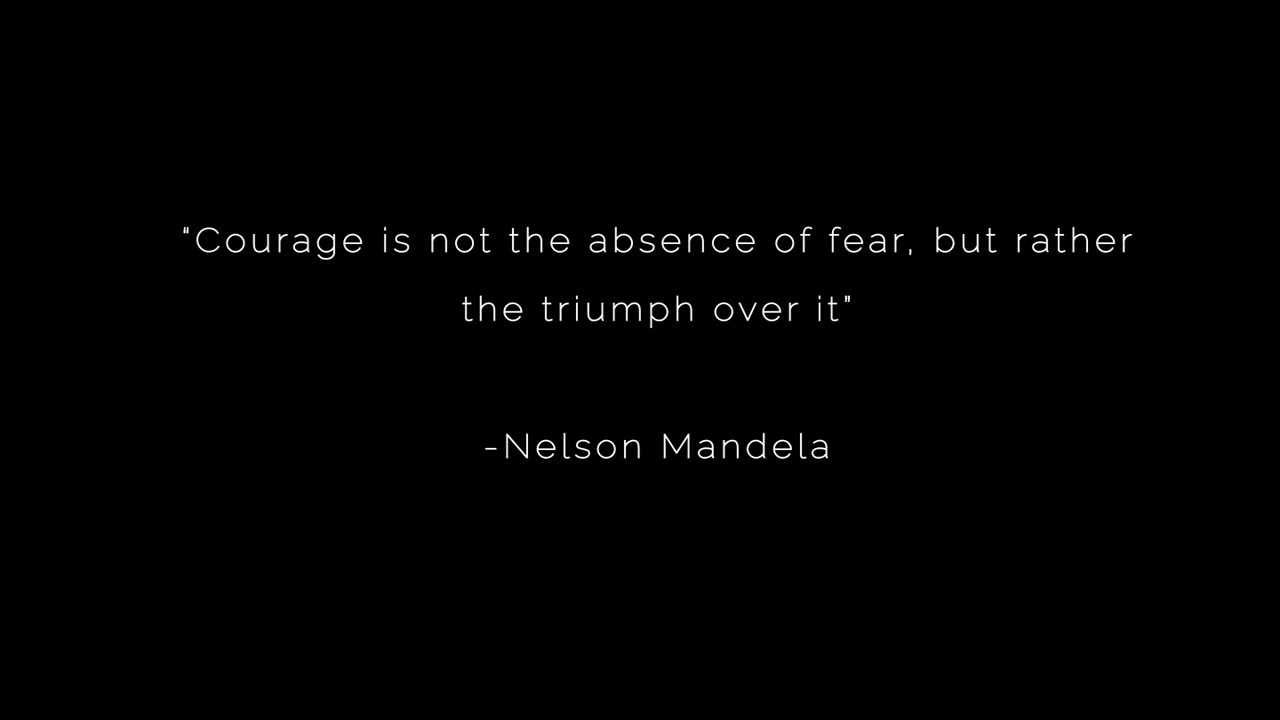 "Courage is not the absence of fear, but rather
the triumph over it"
-Nelson Mandela